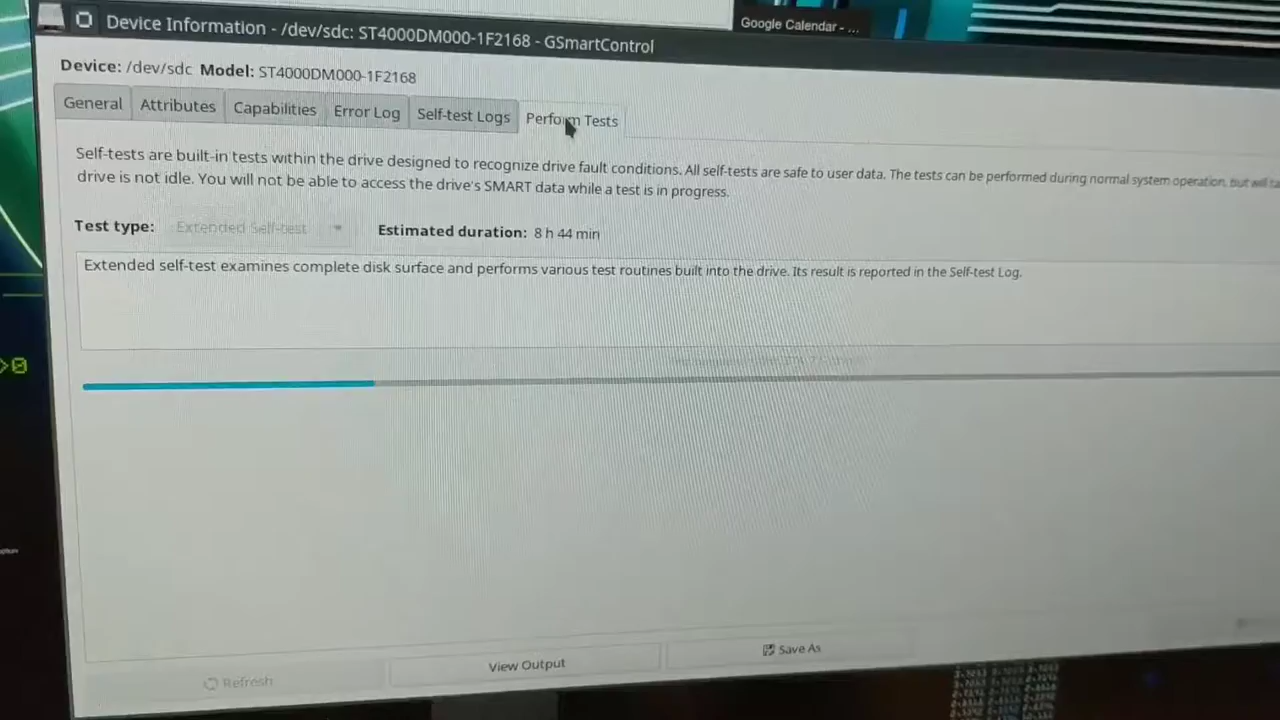 Google Calendar - ...
Device Information - /dev/sdc: ST4000DM000-1F2168 - GSmartControl
Device: /dev/sdc Model: ST4000DM000-1F2168
General Attributes Capabilities Error Log Self-test Logs Perform Tests
Self-tests are built-in tests within the drive designed to recognize drive fault conditions. All self-tests are safe to user data. The tests can be performed during normal system operation, but will
drive is not idle. You will not be able to access the drive's SMART data while a test is in progress.
Test type: Extended Self-test Estimated duration: 8 h 44 min
Extended self-test examines complete disk surface and performs various test routines built into the drive. Its result is reported in the Self-test Log.
Refresh View Output Save As